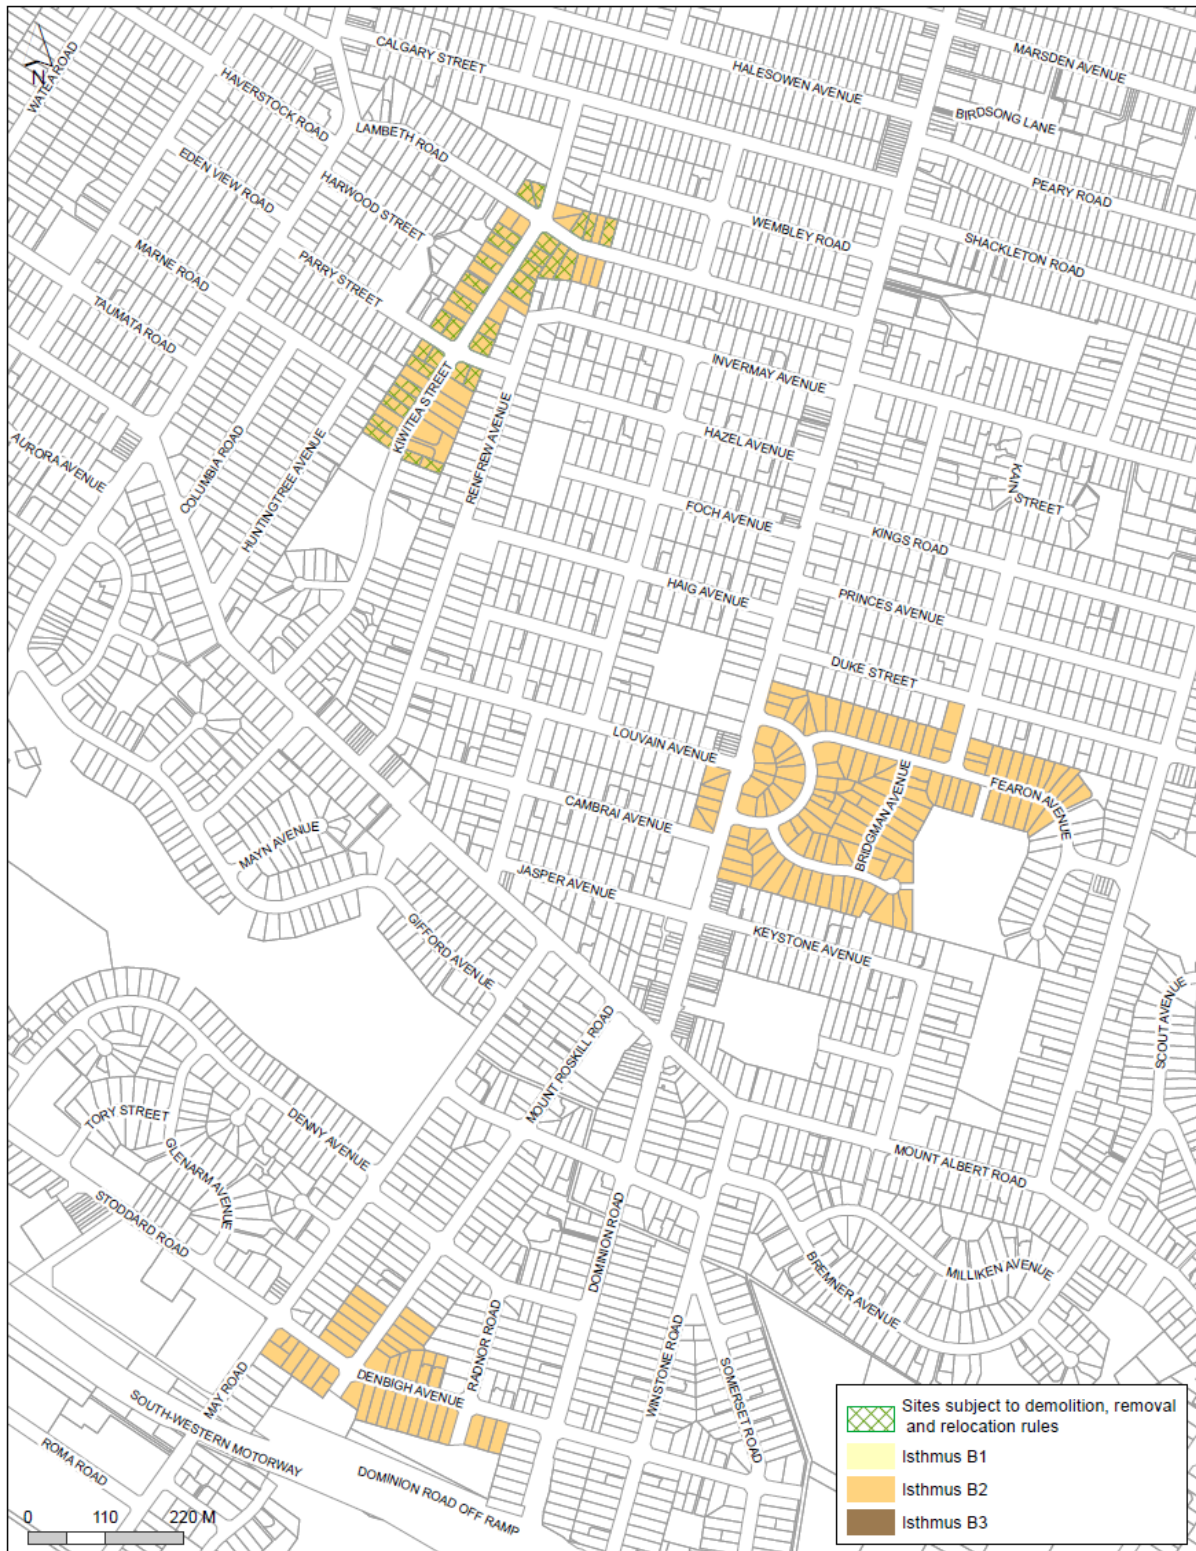 CALGARY STREET
MARSDEN AVENUE
HALESOWEN AVENUE
WATEA ROAD
N
HAVERSTOCK ROAD
BIRDSONG LANE
LAMBETH ROAD
EDEN VIEW ROAD
HARWOOD STREET
PEARY ROAD
WEMBLEY ROAD
SHACKLETON ROAD
MARNE ROAD
PARRY STREET
TAUMATA ROAD
INVERMAY AVENUE
KIWITEA STREET
RENFREW AVENUE
HAZEL AVENUE
AURORA AVENUE
COLUMBIA ROAD
HUNTINGTREE AVENUE
KAIN STREET
FOCH AVENUE
KINGS ROAD
HAIG AVENUE
PRINCES AVENUE
DUKE STREET
LOUVAIN AVENUE
FEARON AVENUE
BRIDGMAN AVENUE
CAMBRAI AVENUE
MAYN AVENUE
JASPER AVENUE
GIFFORD AVENUE
KEYSTONE AVENUE
SCOUT AVENUE
MOUNT ROSKILL ROAD
TORY STREET
DENNY AVENUE
GLENARM AVENUE
MOUNT ALBERT ROAD
STODDARD ROAD
DOMINION ROAD
BREMNER AVENUE
MILLIKEN AVENUE
RADNOR ROAD
WINSTONE ROAD
SOMERSET ROAD
DENBIGH AVENUE
MAY ROAD
SOUTH-WESTERN MOTORWAY
ROMA ROAD
DOMINION ROAD OFF RAMP
Sites subject to demolition, removal
and relocation rules
Isthmus B1
Isthmus B2
Isthmus B3
0 110 220 M